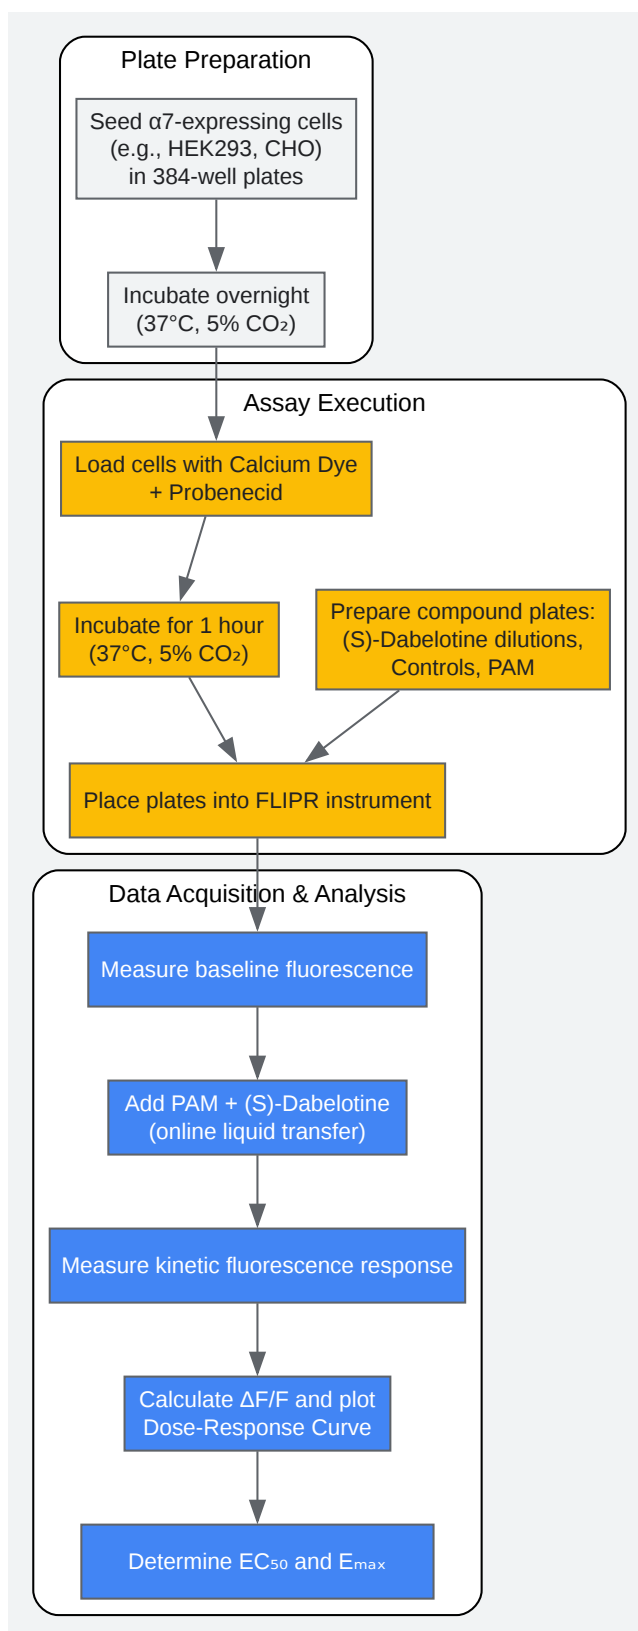 Plate Preparation
Seed α7-expressing cells
(e.g., HEK293, CHO)
in 384-well plates
Incubate overnight
(37°C, 5% CO₂)
Assay Execution
Load cells with Calcium Dye
+ Probenecid
Incubate for 1 hour
(37°C, 5% CO₂)
Prepare compound plates:
(S)-Dabelotine dilutions,
Controls, PAM
Place plates into FLIPR instrument
Data Acquisition & Analysis
Measure baseline fluorescence
Add PAM + (S)-Dabelotine
(online liquid transfer)
Measure kinetic fluorescence response
Calculate ΔF/F and plot
Dose-Response Curve
Determine EC₅₀ and Eₘₐₓ